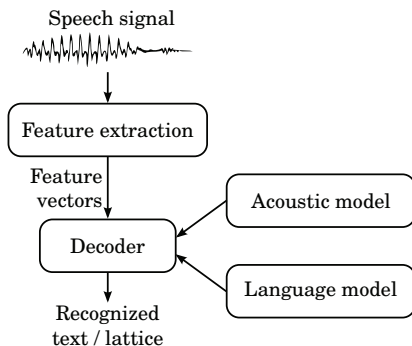 Speech signal
Feature extraction
Feature
vectors
Acoustic model
Decoder
Language model
Recognized
text / lattice